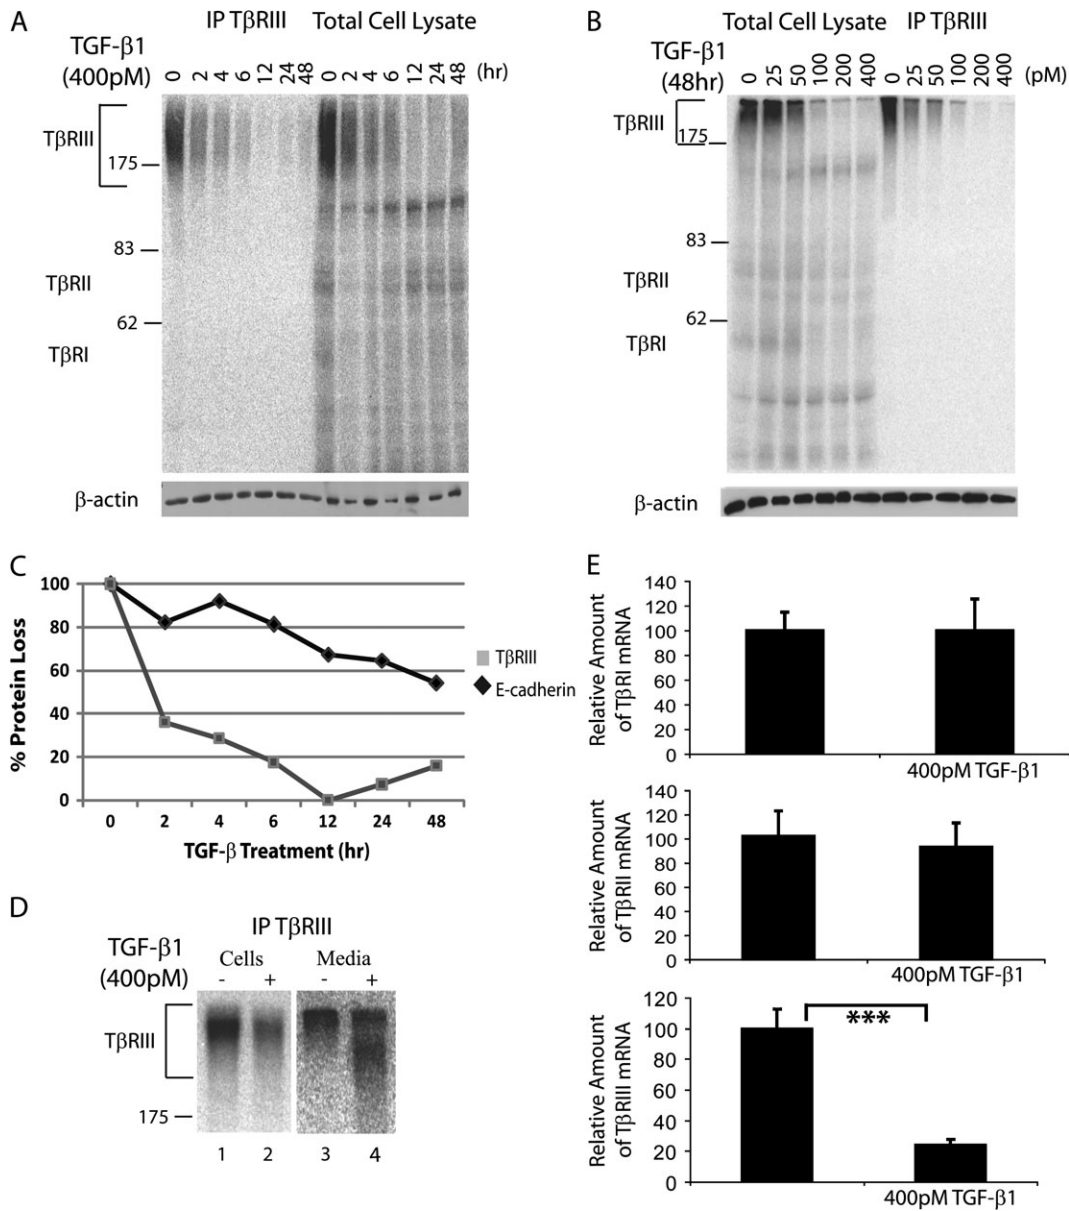 A
IP TβRIII Total Cell Lysate
TGF-β1
(400pM)
0 2 4 6 12 24 48 0 2 4 6 12 24 48 (hr)
TβRIII
175
83
TβRII
62
TβRI
β-actin
B
Total Cell Lysate IP TβRIII
TGF-β1
(48hr)
0 25 50 100 200 400 0 25 50 100 200 400 (pM)
TβRIII
175
83
TβRII
62
TβRI
β-actin
C
% Protein Loss
100
80
60
40
20
0
0 2 4 6 12 24 48
TGF-β Treatment (hr)
TβRIII
E-cadherin
D
IP TβRIII
TGF-β1
(400pM)
Cells Media
- + - +
TβRIII
175
1 2 3 4
E
Relative Amount
of TβRI mRNA
140
120
100
80
60
40
20
0
400pM TGF-β1
Relative Amount
of TβRII mRNA
140
120
100
80
60
40
20
0
400pM TGF-β1
Relative Amount
of TβRIII mRNA
120
100
80
60
40
20
0
***
400pM TGF-β1